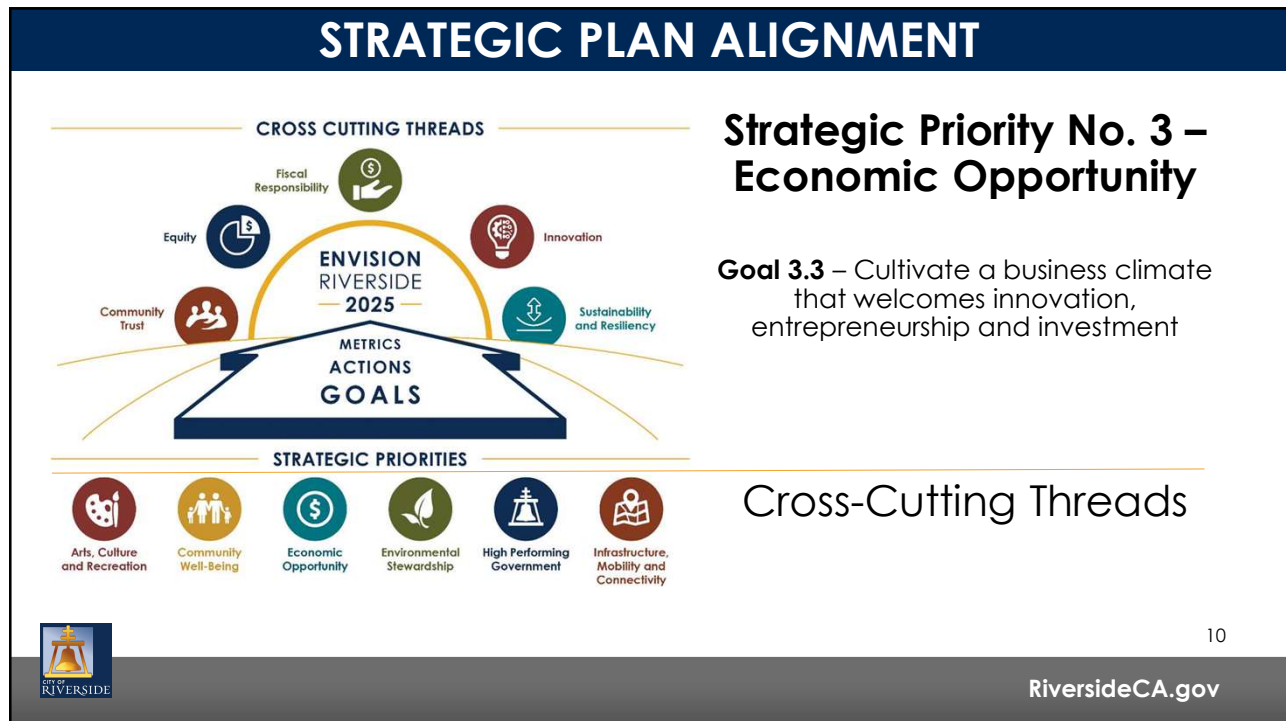 STRATEGIC PLAN ALIGNMENT
CROSS CUTTING THREADS
Fiscal
Responsibility
Equity
Innovation
Community
Trust
Sustainability
and Resiliency
ENVISION
RIVERSIDE
2025
METRICS
ACTIONS
GOALS
STRATEGIC PRIORITIES
Arts, Culture
and Recreation
Community
Well-Being
Economic
Opportunity
Environmental
Stewardship
High Performing
Government
Infrastructure,
Mobility and
Connectivity
Strategic Priority No. 3 –
Economic Opportunity
Goal 3.3 – Cultivate a business climate
that welcomes innovation,
entrepreneurship and investment
Cross-Cutting Threads
10
CITY OF
RIVERSIDE
RiversideCA.gov